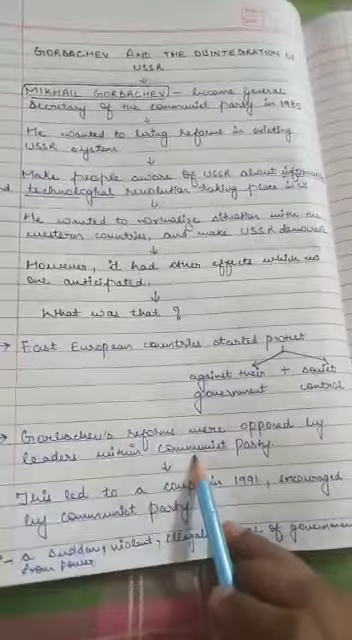 GORBACHEV AND THE DISINTEGRATION OF
USSR
MIKHAIL GORBACHEV - became general
Secretary of the communist party in 1985
He wanted to bring reforms in existing
USSR system
Make people aware of USSR about
technological revolution taking place in
He wanted to normalize situation with the
western countries, and make USSR
However, it had other effects which no
one anticipated.
What was that ?
→ East European countries started protest
against their + soviet
government control
→ Gorbachev's reforms were opposed by
leaders within communist party
This led to a coup in 1991, encouraged
by communist party
- a sudden, violent, illegal of government
from power